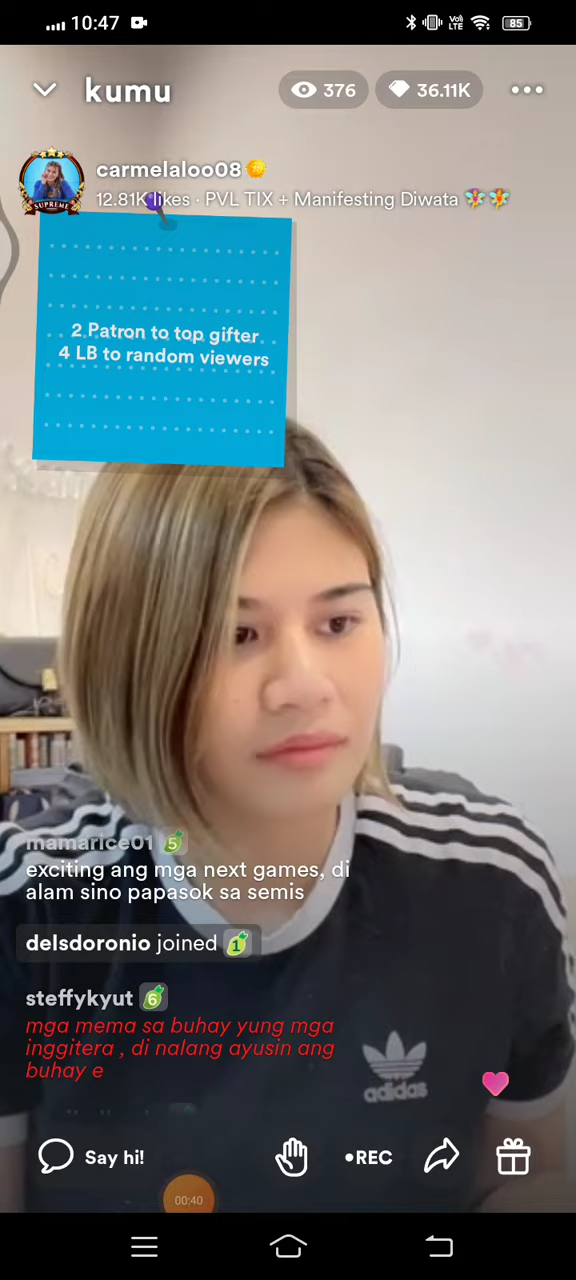 10:47
Vo)
LTE
85
kumu
376
36.11K
SUPREME
carmelaloo08
12.81K likes · PVL TIX + Manifesting Diwata
2 Patron to top gifter
4 LB to random viewers
mamarice01 5
exciting ang mga next games, di
alam sino papasok sa semis
delsdoronio joined 1
steffykyut 6
mga mema sa buhay yung mga
inggitera , di nalang ayusin ang
buhay e
adidas
Say hi!
•REC
00:40